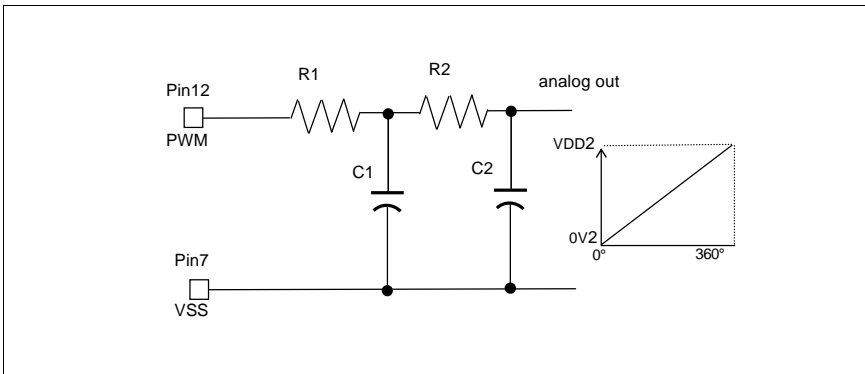 R1
R2
analog out
Pin12
PWM
VDD2
C1
C2
0V2
0°
360°
Pin7
VSS